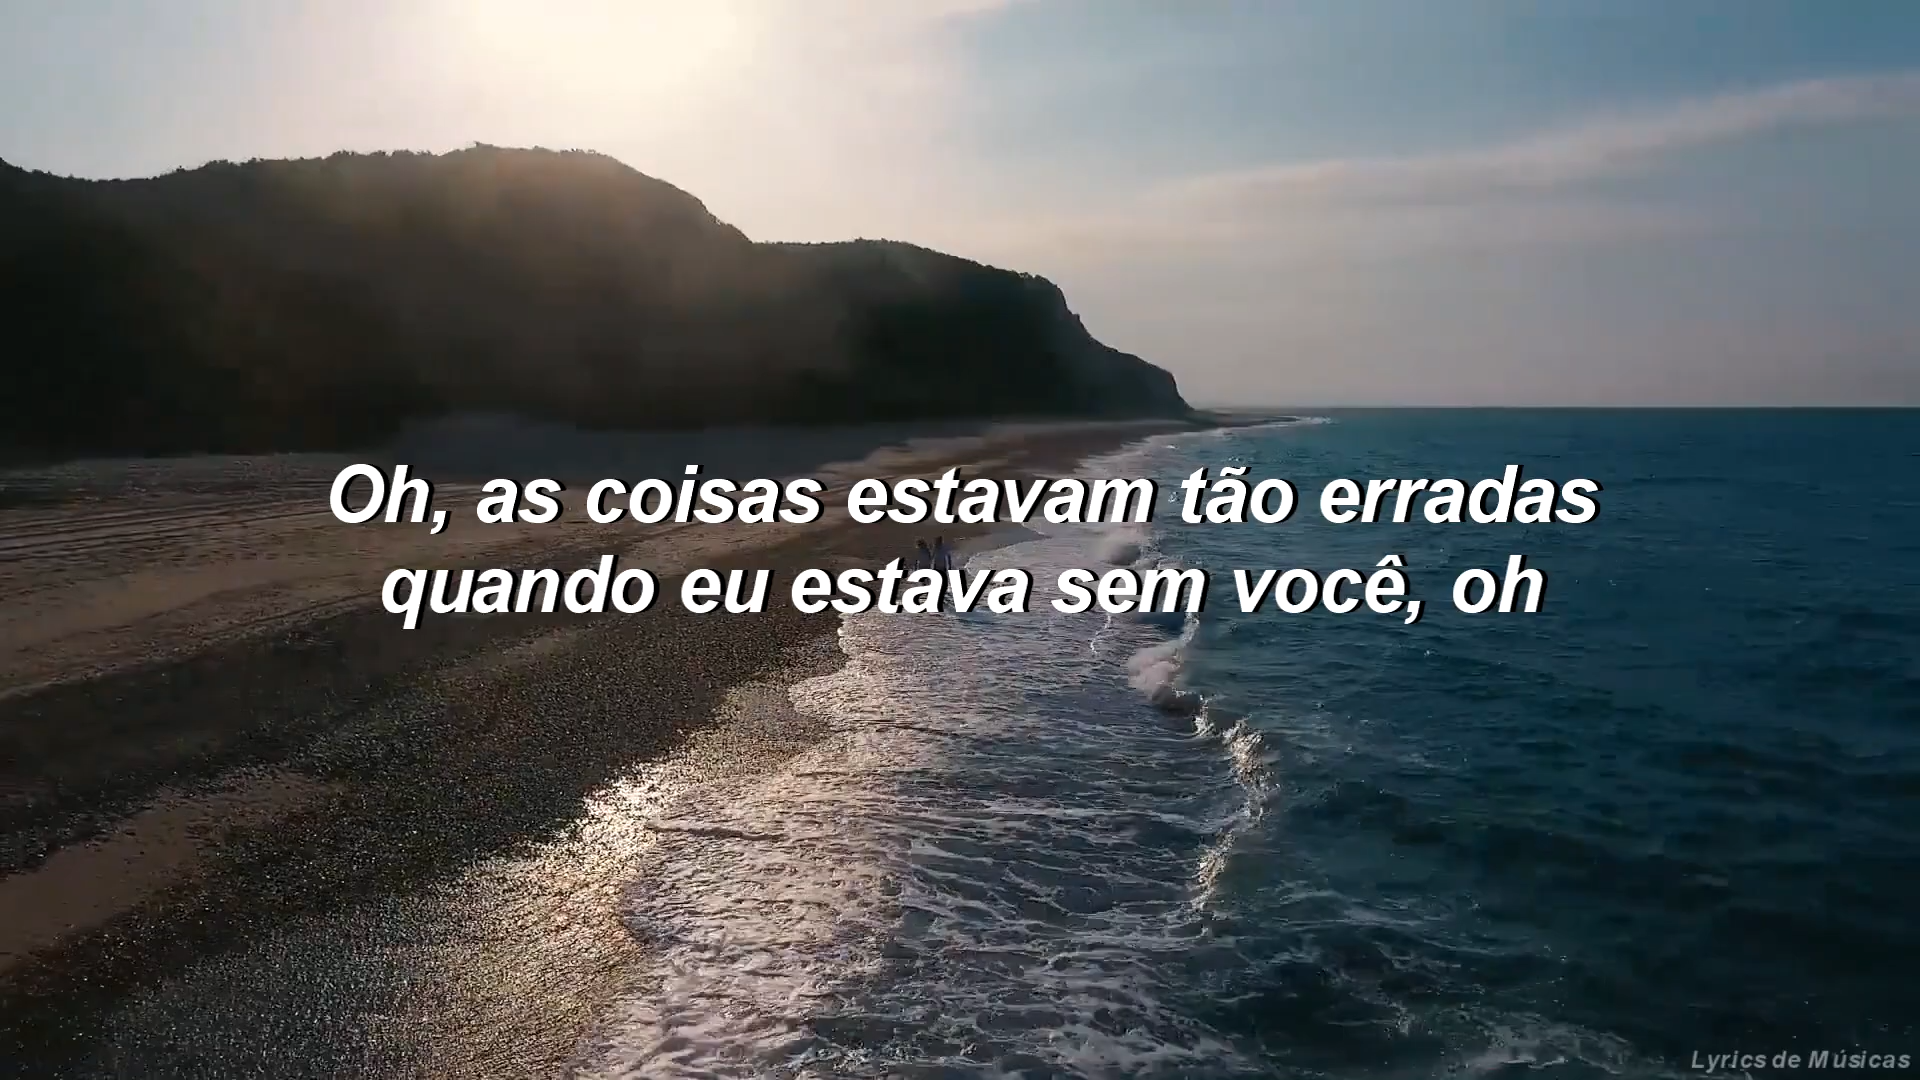 Oh, as coisas estavam tão erradas
quando eu estava sem você, oh
Lyrics de Músicas